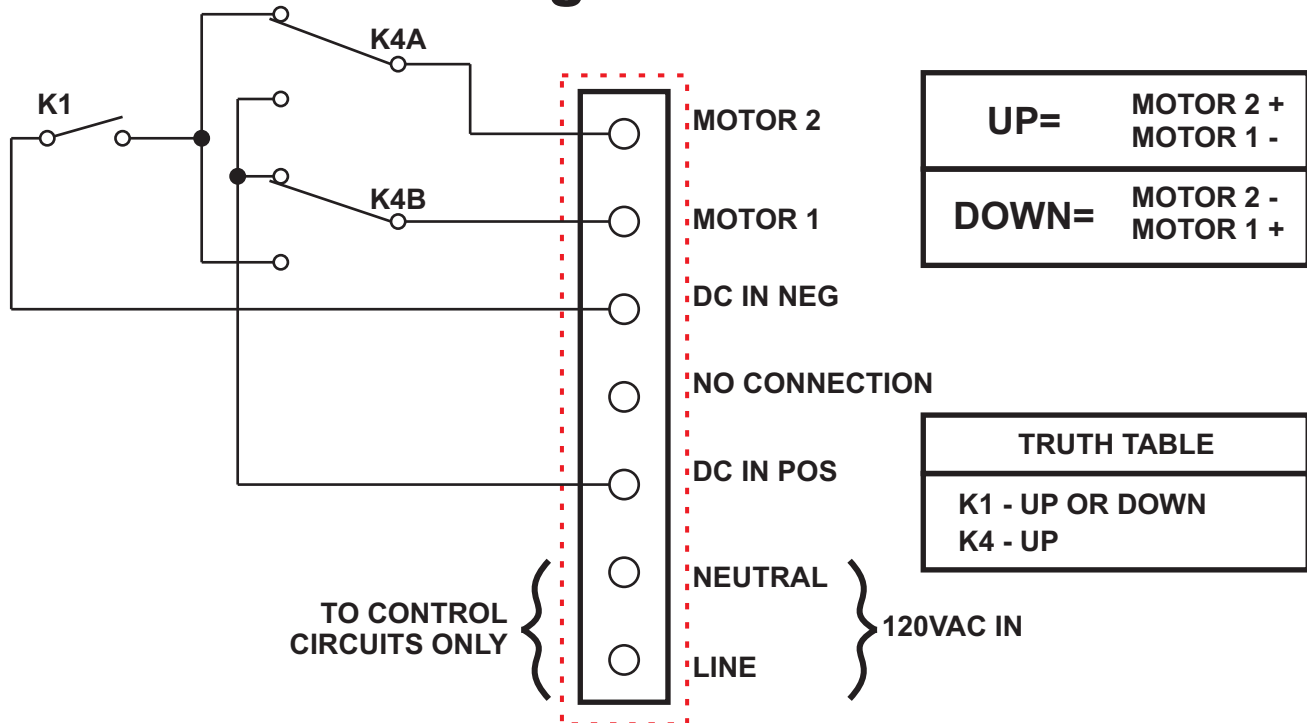 K4A
K1
K4B
MOTOR 2
MOTOR 1
DC IN NEG
NO CONNECTION
DC IN POS
NEUTRAL
LINE
TO CONTROL
CIRCUITS ONLY
120VAC IN
UP=
MOTOR 2 +
MOTOR 1 -
DOWN=
MOTOR 2 -
MOTOR 1 +
TRUTH TABLE
K1 - UP OR DOWN
K4 - UP